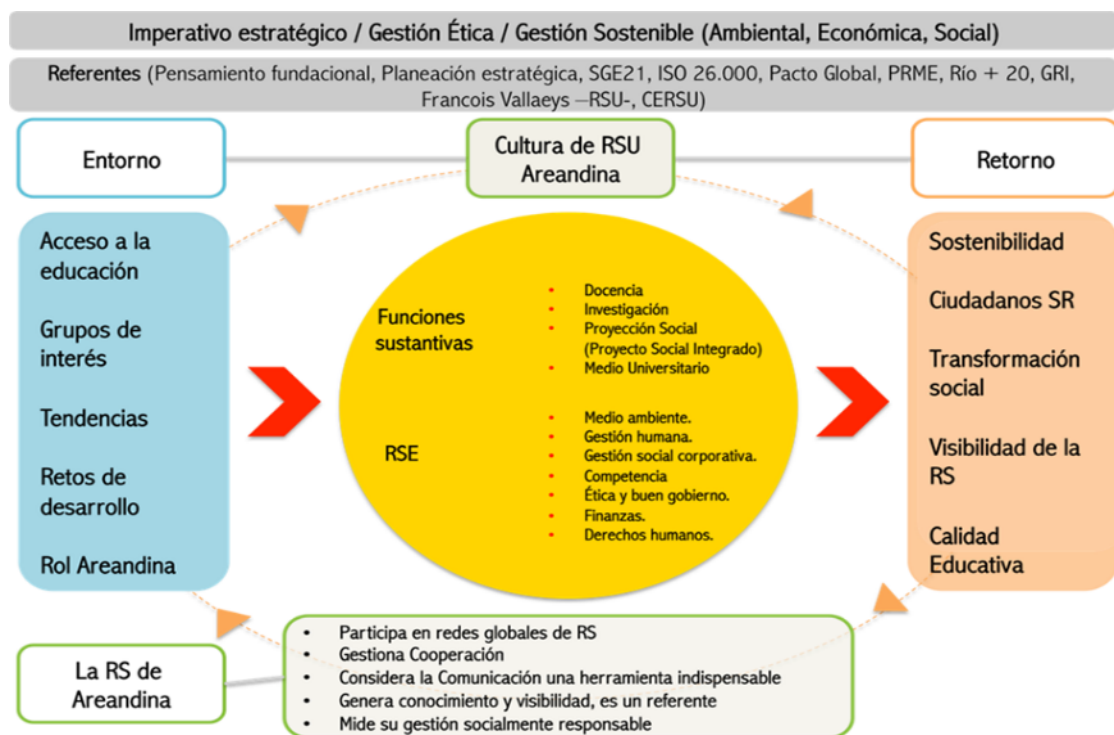 Imperativo estratégico / Gestión Ética / Gestión Sostenible (Ambiental, Económica, Social)
Referentes (Pensamiento fundacional, Planeación estratégica, SGE21, ISO 26.000, Pacto Global, PRME, Río + 20, GRI,
Francois Vallaeys –RSU-, CERSU)
Entorno
Cultura de RSU
Areandina
Retorno
Acceso a la
educación
Grupos de
interés
Tendencias
Retos de
desarrollo
Rol Areandina
Funciones
sustantivas
• Docencia
• Investigación
• Proyección Social
(Proyecto Social Integrado)
• Medio Universitario
RSE
• Medio ambiente.
• Gestión humana.
• Gestión social corporativa.
• Competencia
• Ética y buen gobierno.
• Finanzas.
• Derechos humanos.
Sostenibilidad
Ciudadanos SR
Transformación
social
Visibilidad de la
RS
Calidad
Educativa
La RS de
Areandina
• Participa en redes globales de RS
• Gestiona Cooperación
• Considera la Comunicación una herramienta indispensable
• Genera conocimiento y visibilidad, es un referente
• Mide su gestión socialmente responsable